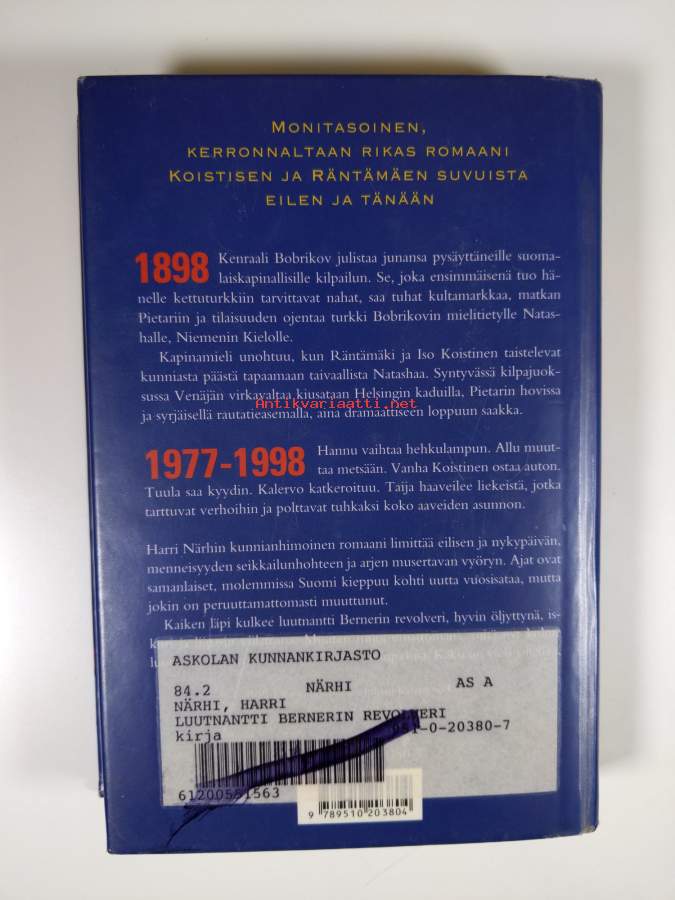 MONITASOINEN,
KERRONNALTAAN RIKAS ROMAANI
KOISTISEN JA RÄNTÄMÄEN SUVUISTA
EILEN JA TÄNÄÄN
1898 Kenraali Bobrikov julistaa junansa pysäyttäneille suoma-
laiskapinallisille kilpailun. Se, joka ensimmäisenä tuo hä-
nelle kettuturkkiin tarvittavat nahat, saa tuhat kultamarkkaa, matkan
Pietariin ja tilaisuuden ojentaa turkki Bobrikovin mielitietylle Natas-
halle, Niemenin Kielolle.
Kapinamieli unohtuu, kun Räntämäki ja Iso Koistinen taistelevat
kunniasta päästä tapaamaan taivaallista Natashaa. Syntyvässä kilpajuok-
sussa Venäjän virkavaltaa kiusataan Helsingin kaduilla, Pietarin hovissa
Antikvariaatti.net
ja syrjäisellä rautatieasemalla, aina dramaattiseen loppuun saakka.
1977-1998 Hannu vaihtaa hehkulampun. Allu muut-
taa metsään. Vanha Koistinen ostaa auton.
Tuula saa kyydin. Kalervo katkeroituu. Taija haaveilee liekeistä, jotka
tarttuvat verhoihin ja polttavat tuhkaksi koko aaveiden asunnon.
Harri Närhin kunnianhimoinen romaani limittää eilisen ja nykypäivän,
menneisyyden seikkailunhohteen ja arjen musertavan vyöryn. Ajat ovat
samanlaiset, molemmissa Suomi kieppuu kohti uutta vuosisataa, mutta
jokin on peruuttamattomasti muuttunut.
Kaiken läpi kulkee luutnantti Bernerin revolveri, hyvin öljyttynä, is-
ASKOLAN KUNNANKIRJASTO
84.2 NÄRHI AS A
NÄRHI, HARRI
LUUTNANTTI BERNERIN REVOLVERI
kirja 951-0-20380-7
61200551563
9 789510 203804